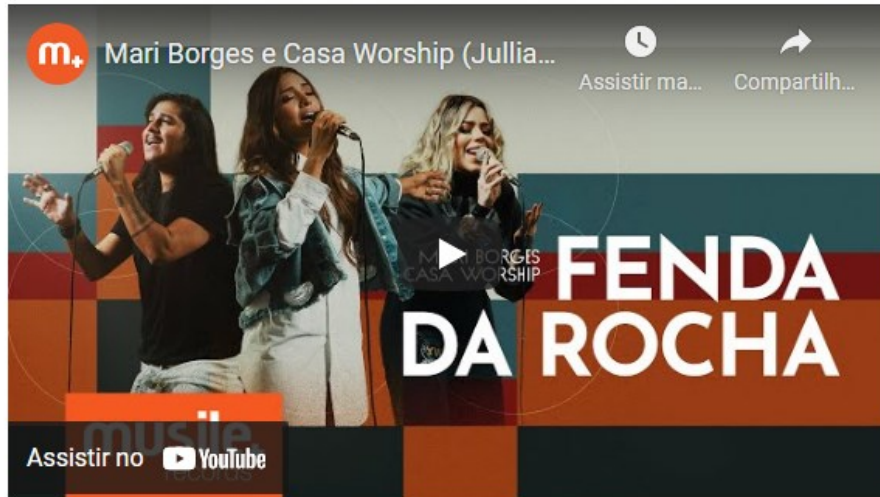 m+
Mari Borges e Casa Worship (Jullia...
Assistir ma...
Compartilh...
MARI BORGES
CASA WORSHIP
FENDA
DA ROCHA
musile.
records
Assistir no YouTube